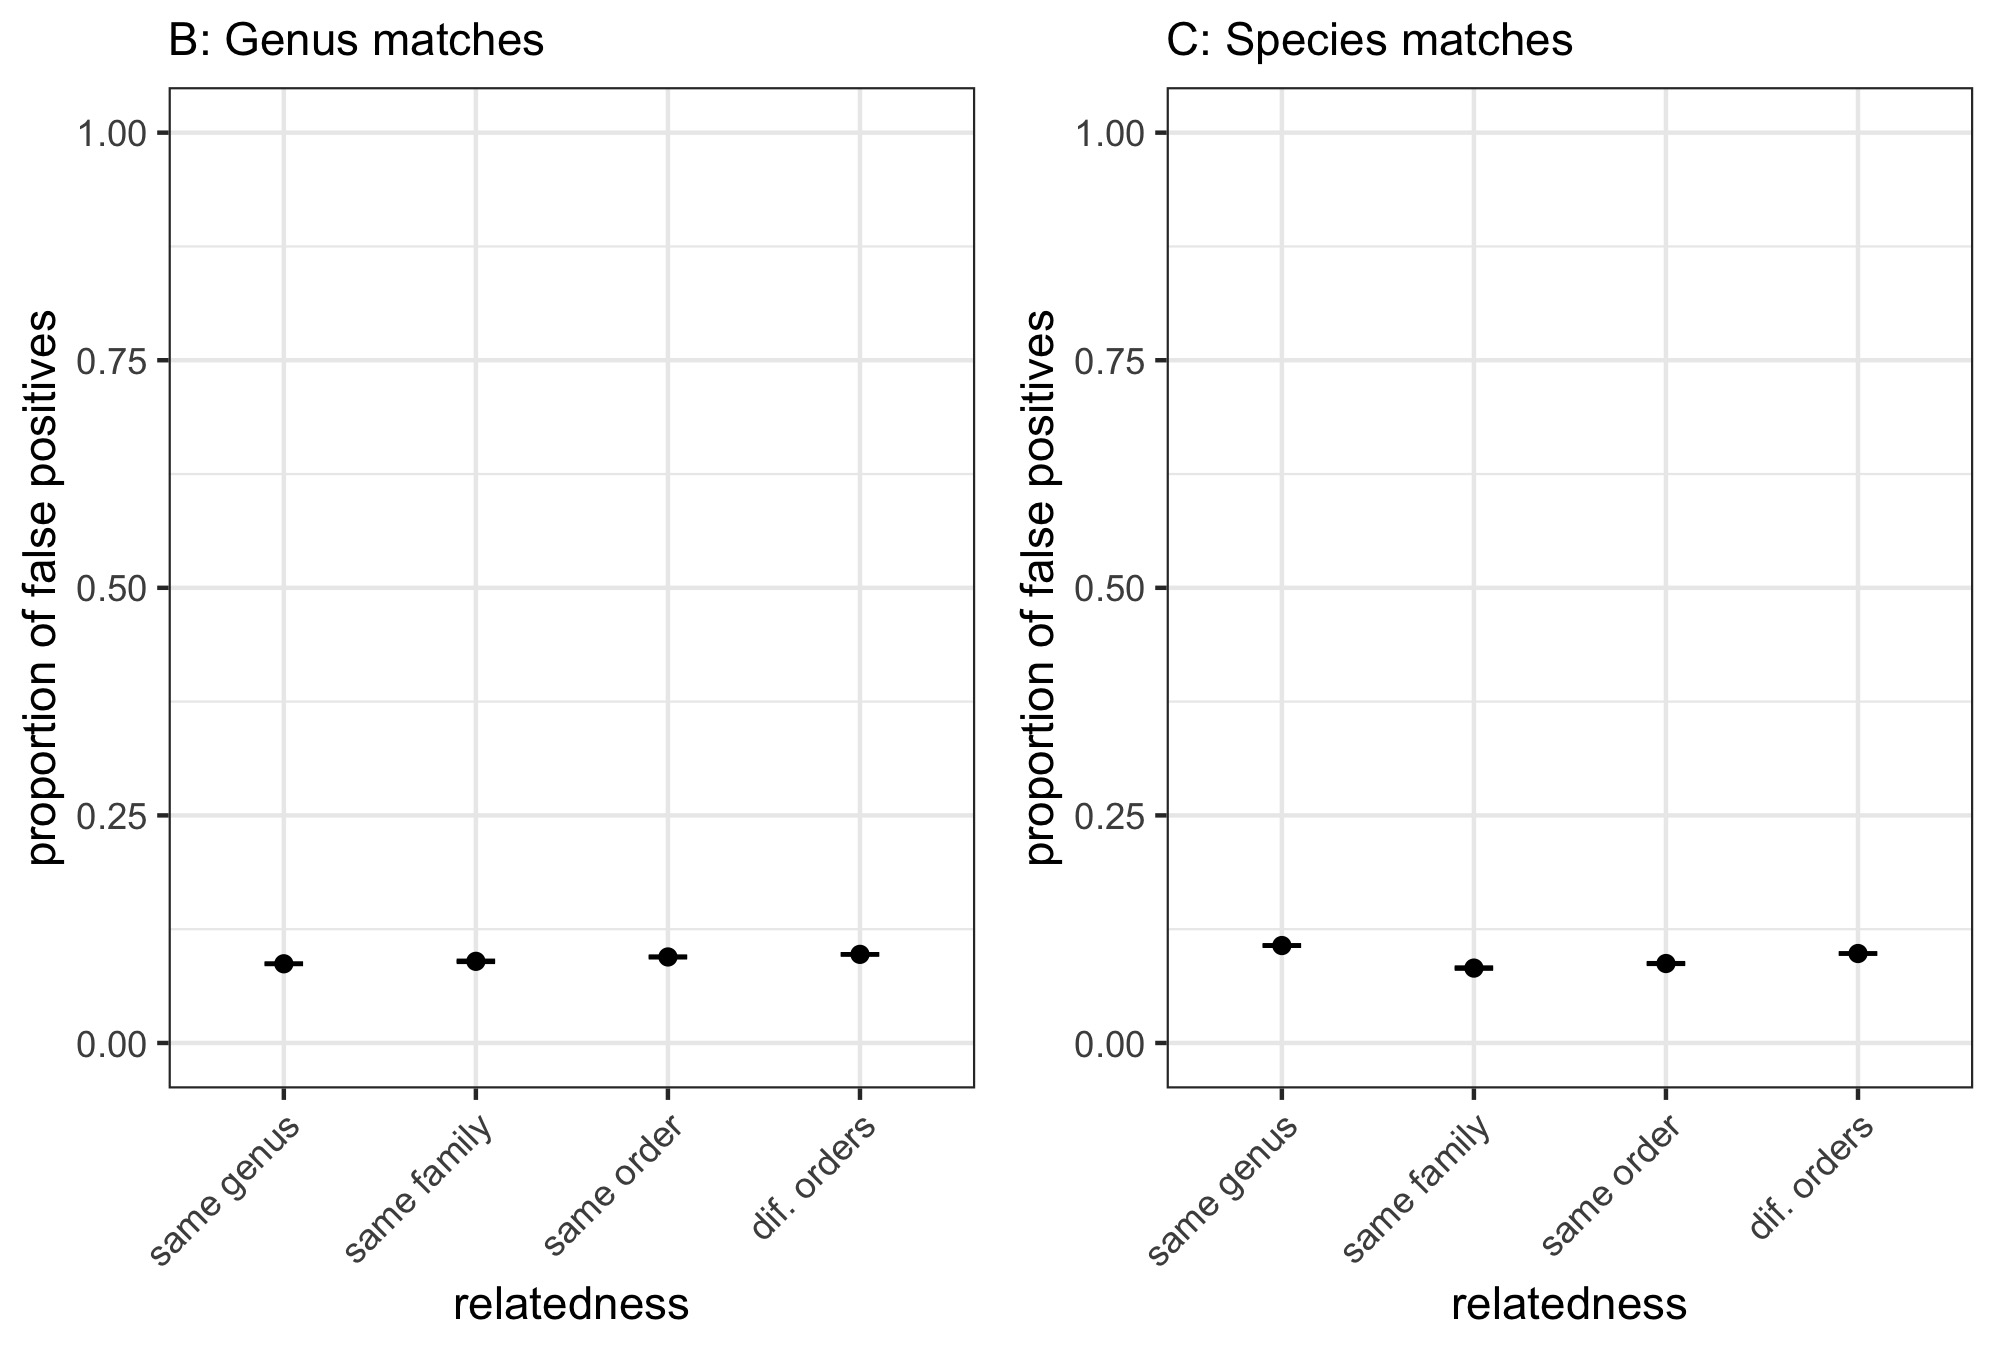 B: Genus matches
proportion of false positives
1.00
0.75
0.50
0.25
0.00
same genus
same family
same order
dif. orders
relatedness
C: Species matches
proportion of false positives
1.00
0.75
0.50
0.25
0.00
same genus
same family
same order
dif. orders
relatedness